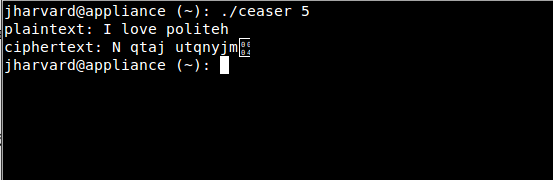 jharvard@appliance (~): ./ceaser 5
plaintext: I love politeh
ciphertext: N qtaj utqnyjm
jharvard@appliance (~):